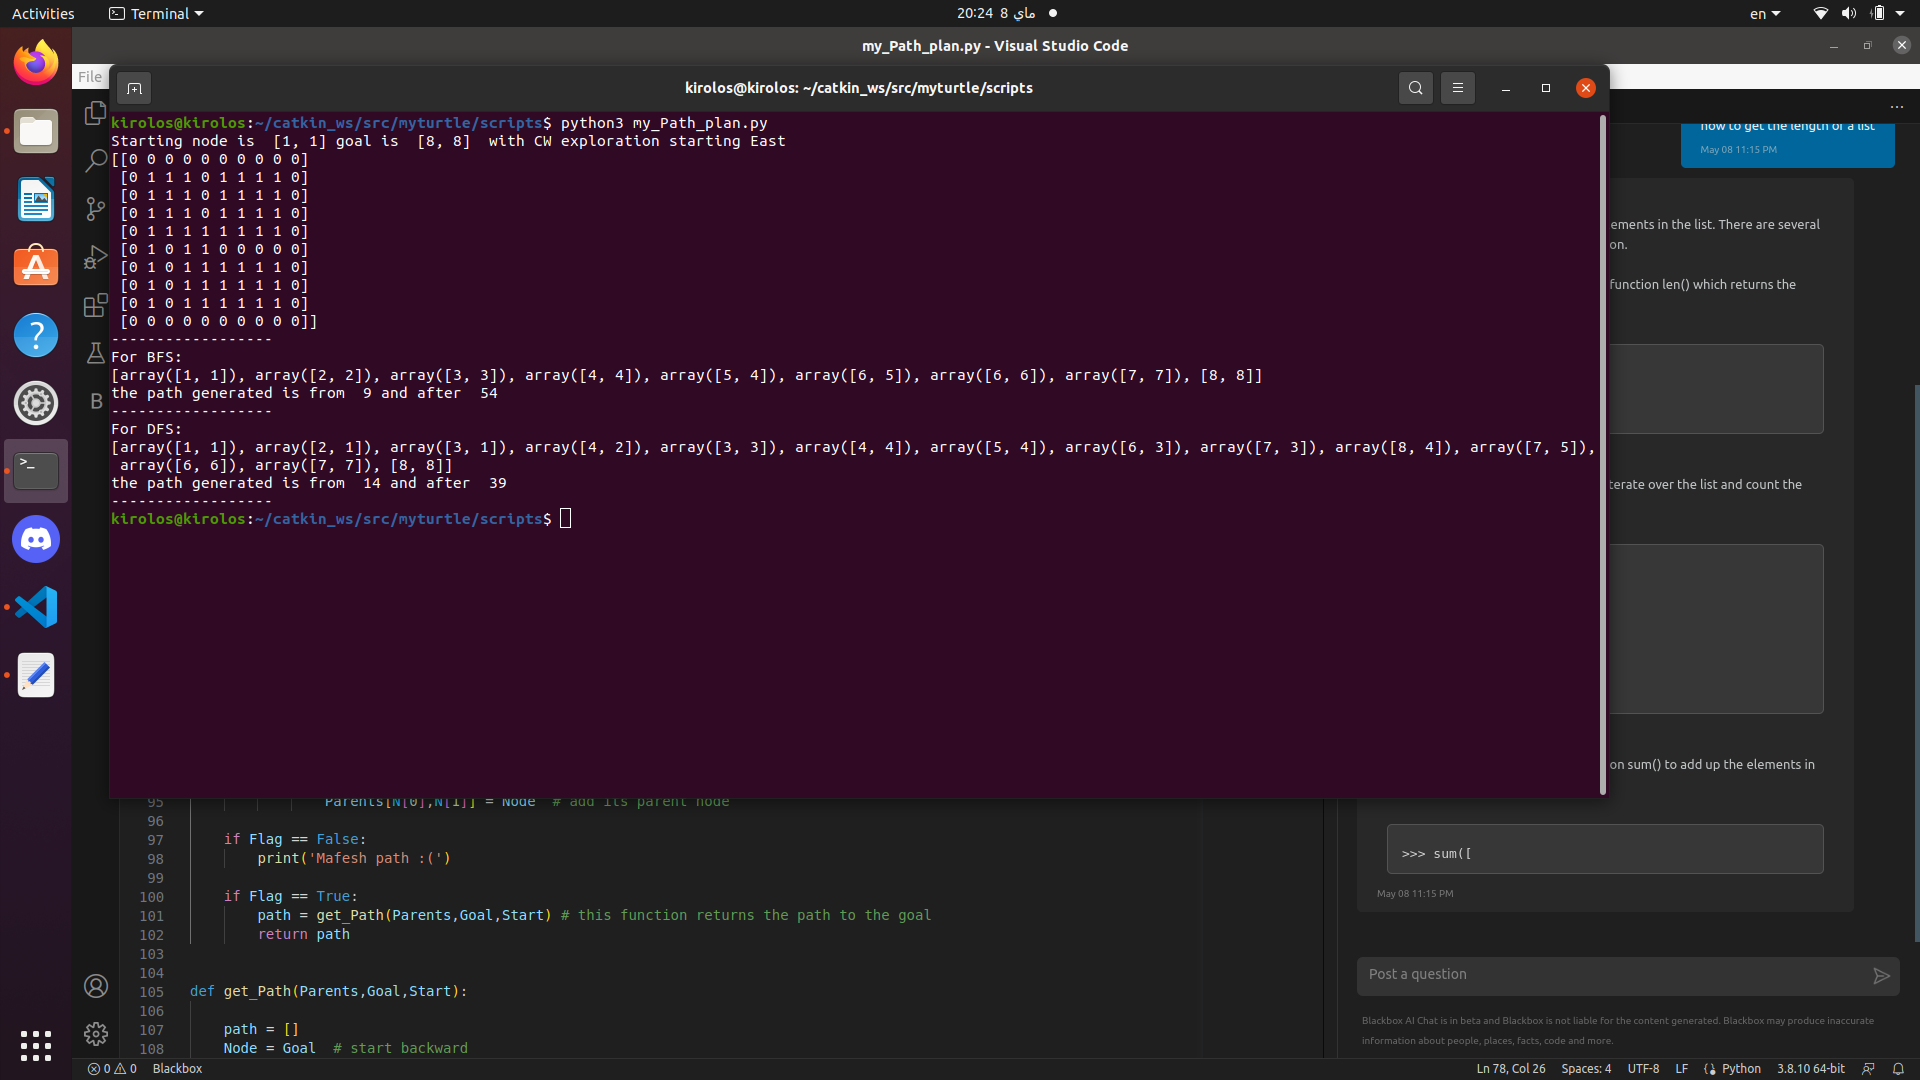 Activities
Terminal
20:24 8 ماي
en
my_Path_plan.py - Visual Studio Code
File
kirolos@kirolos: ~/catkin_ws/src/myturtle/scripts
kirolos@kirolos:~/catkin_ws/src/myturtle/scripts$ python3 my_Path_plan.py
Starting node is  [1, 1] goal is  [8, 8]  with CW exploration starting East
[[0 0 0 0 0 0 0 0 0 0]
 [0 1 1 1 0 1 1 1 1 0]
 [0 1 1 1 0 1 1 1 1 0]
 [0 1 1 1 0 1 1 1 1 0]
 [0 1 1 1 1 1 1 1 1 0]
 [0 1 0 1 1 0 0 0 0 0]
 [0 1 0 1 1 1 1 1 1 0]
 [0 1 0 1 1 1 1 1 1 0]
 [0 1 0 1 1 1 1 1 1 0]
 [0 0 0 0 0 0 0 0 0 0]]
------------------
For BFS:
[array([1, 1]), array([2, 2]), array([3, 3]), array([4, 4]), array([5, 4]), array([6, 5]), array([6, 6]), array([7, 7]), [8, 8]]
the path generated is from  9 and after  54
------------------
For DFS:
[array([1, 1]), array([2, 1]), array([3, 1]), array([4, 2]), array([3, 3]), array([4, 4]), array([5, 4]), array([6, 3]), array([7, 3]), array([8, 4]), array([7, 5]),
 array([6, 6]), array([7, 7]), [8, 8]]
the path generated is from  14 and after  39
------------------
kirolos@kirolos:~/catkin_ws/src/myturtle/scripts$
how to get the length of a list
May 08 11:15 PM
ements in the list. There are several
on.
function len() which returns the
terate over the list and count the
on sum() to add up the elements in
>>> sum([
May 08 11:15 PM
Post a question
Blackbox AI Chat is in beta and Blackbox is not liable for the content generated. Blackbox may produce inaccurate
information about people, places, facts, code and more.
95 Parents[N[0],N[1]] = Node  # add its parent node
96
97 if Flag == False:
98 print('Mafesh path :(')
99
100 if Flag == True:
101 path = get_Path(Parents,Goal,Start) # this function returns the path to the goal
102 return path
103
104
105 def get_Path(Parents,Goal,Start):
106
107 path = []
108 Node = Goal  # start backward
0 0 Blackbox
Ln 78, Col 26 Spaces: 4 UTF-8 LF Python 3.8.10 64-bit